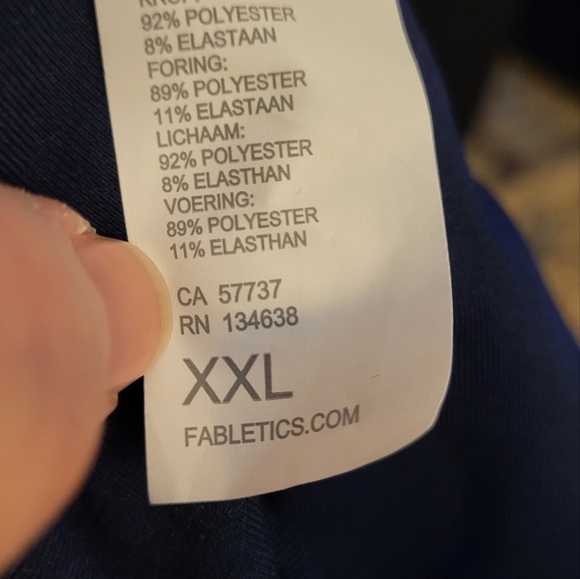 92% POLYESTER
8% ELASTAAN
FORING:
89% POLYESTER
11% ELASTAAN
LICHAAM:
92% POLYESTER
8% ELASTHAN
VOERING:
89% POLYESTER
11% ELASTHAN
CA 57737
RN 134638
XXL
FABLETICS.COM